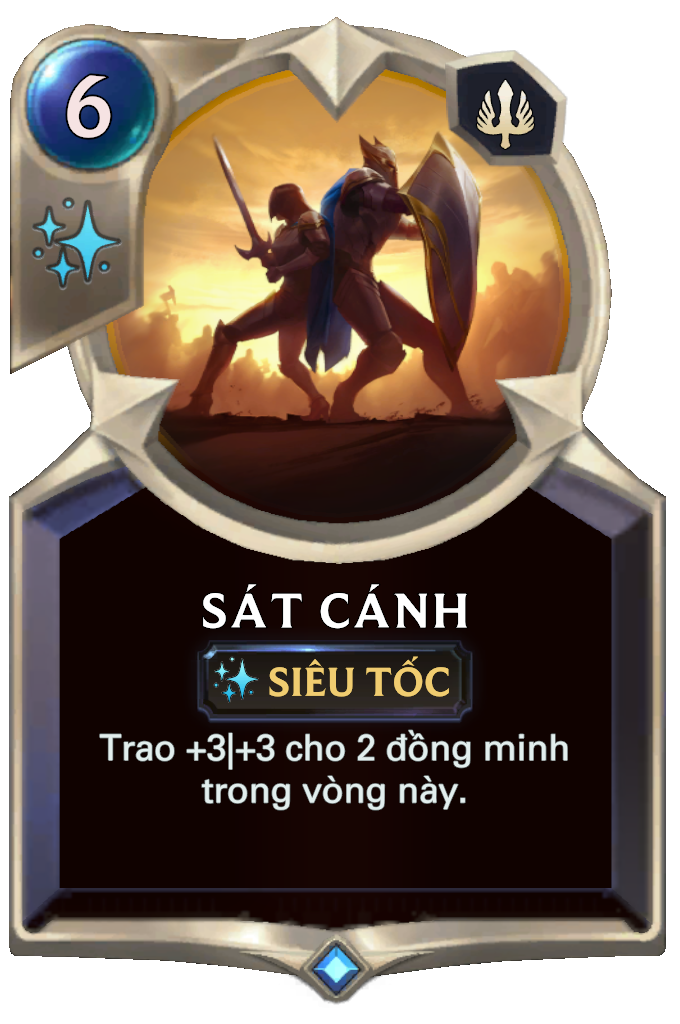 6
SÁT CÁNH
SIÊU TỐC
Trao +3|+3 cho 2 đồng minh
trong vòng này.